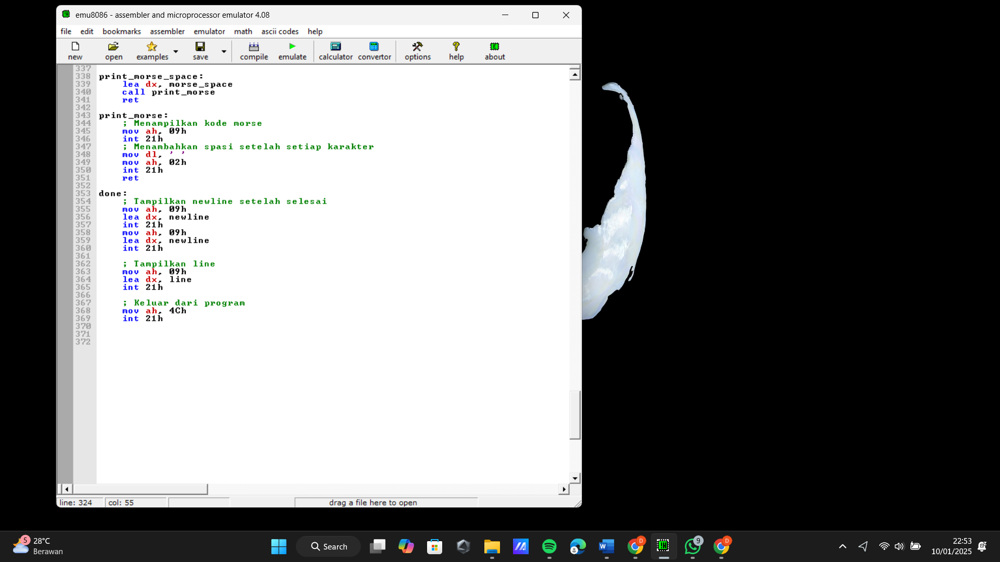 emu8086 - assembler and microprocessor emulator 4.08
file edit bookmarks assembler emulator math ascii codes help
new open examples save compile emulate calculator convertor options help about
337
338 print_morse_space:
339 lea dx, morse_space
340 call print_morse
341 ret
342
343 print_morse:
344 ; Menampilkan kode morse
345 mov ah, 09h
346 int 21h
347 ; Menambahkan spasi setelah setiap karakter
348 mov dl, ' '
349 mov ah, 02h
350 int 21h
351 ret
352
353 done:
354 ; Tampilkan newline setelah selesai
355 mov ah, 09h
356 lea dx, newline
357 int 21h
358 mov ah, 09h
359 lea dx, newline
360 int 21h
361
362 ; Tampilkan line
363 mov ah, 09h
364 lea dx, line
365 int 21h
366
367 ; Keluar dari program
368 mov ah, 4Ch
369 int 21h
370
371
372
line: 324 col: 55 drag a file here to open
5 28°C
Berawan
Search
W
D
9
D
22:53
10/01/2025